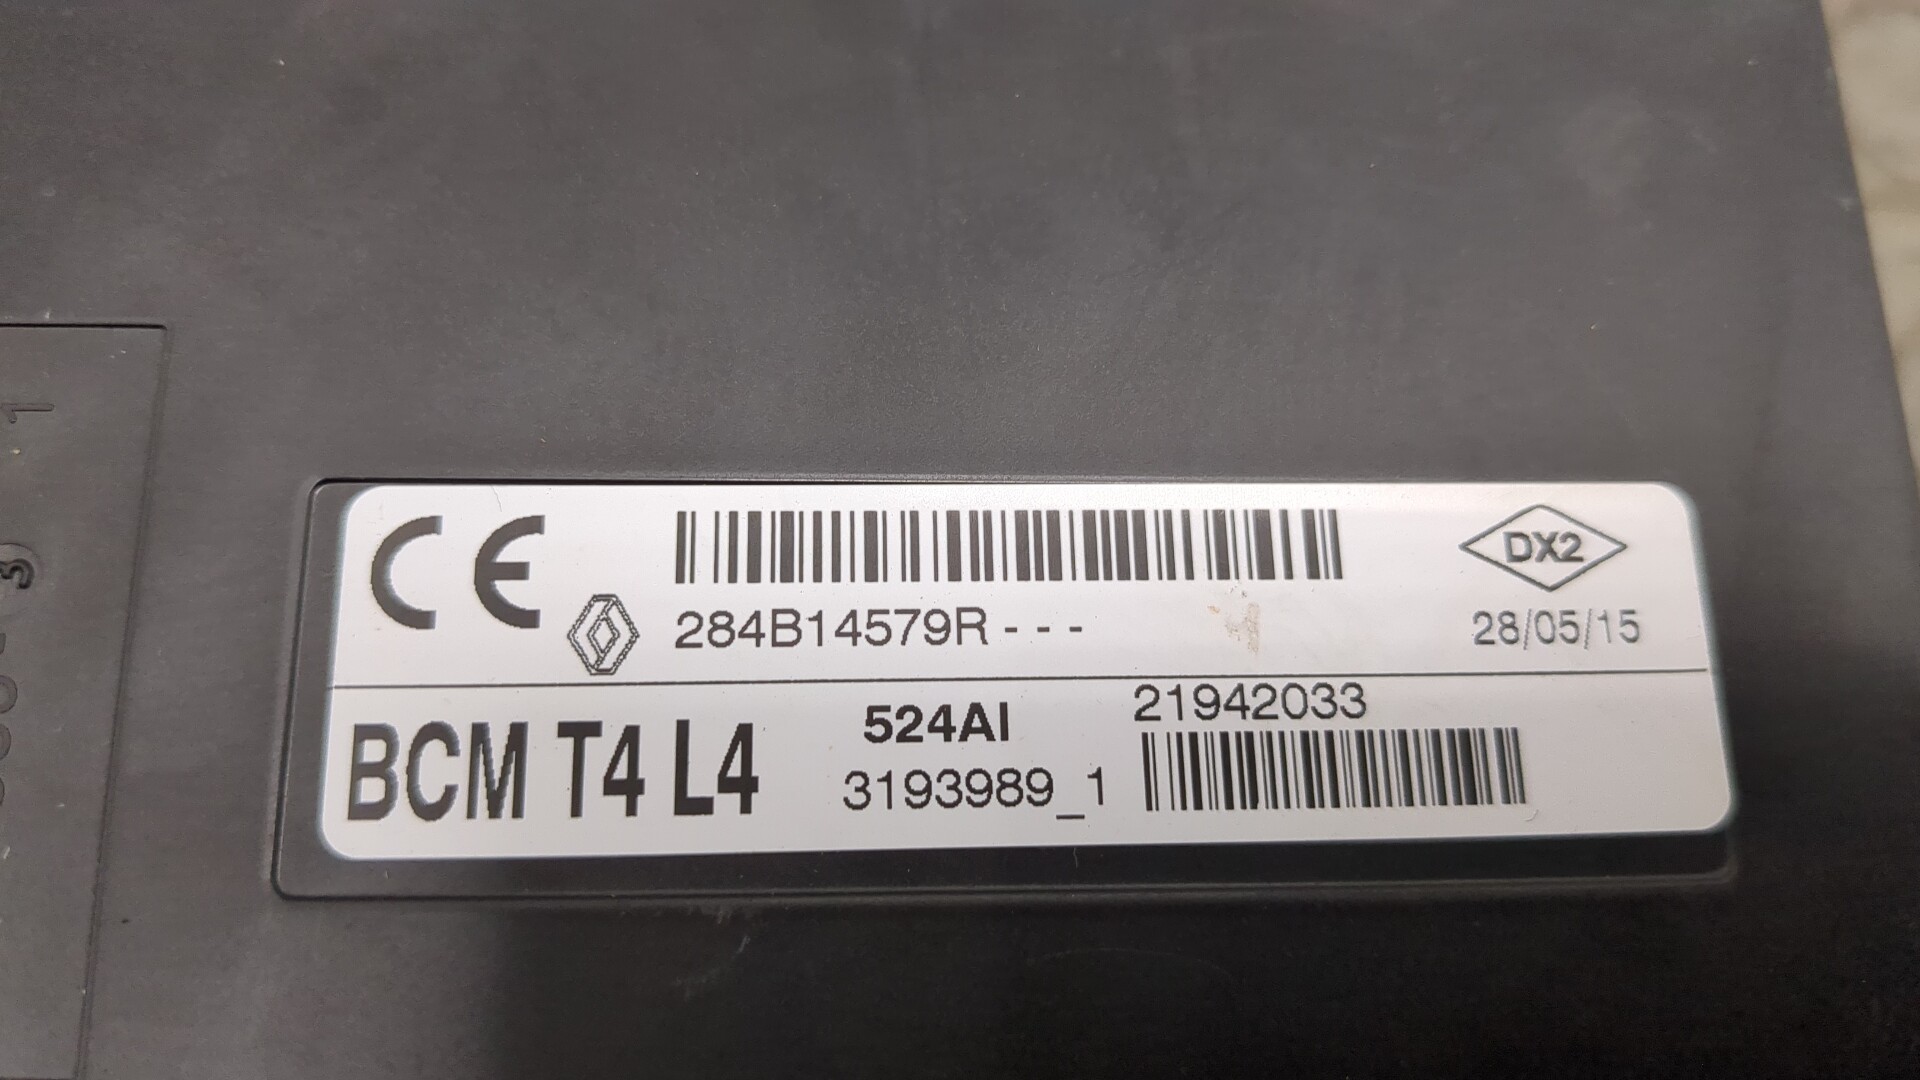 CE
284B14579R - - -
DX2
28/05/15
BCM T4 L4
524AI
3193989_1
21942033